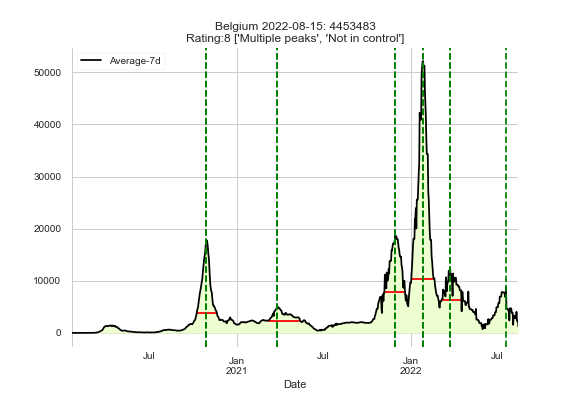 Belgium 2022-08-15: 4453483
Rating:8 ['Multiple peaks', 'Not in control']
Average-7d
50000
40000
30000
20000
10000
0
Jul
Jan
2021
Jul
Jan
2022
Jul
Date